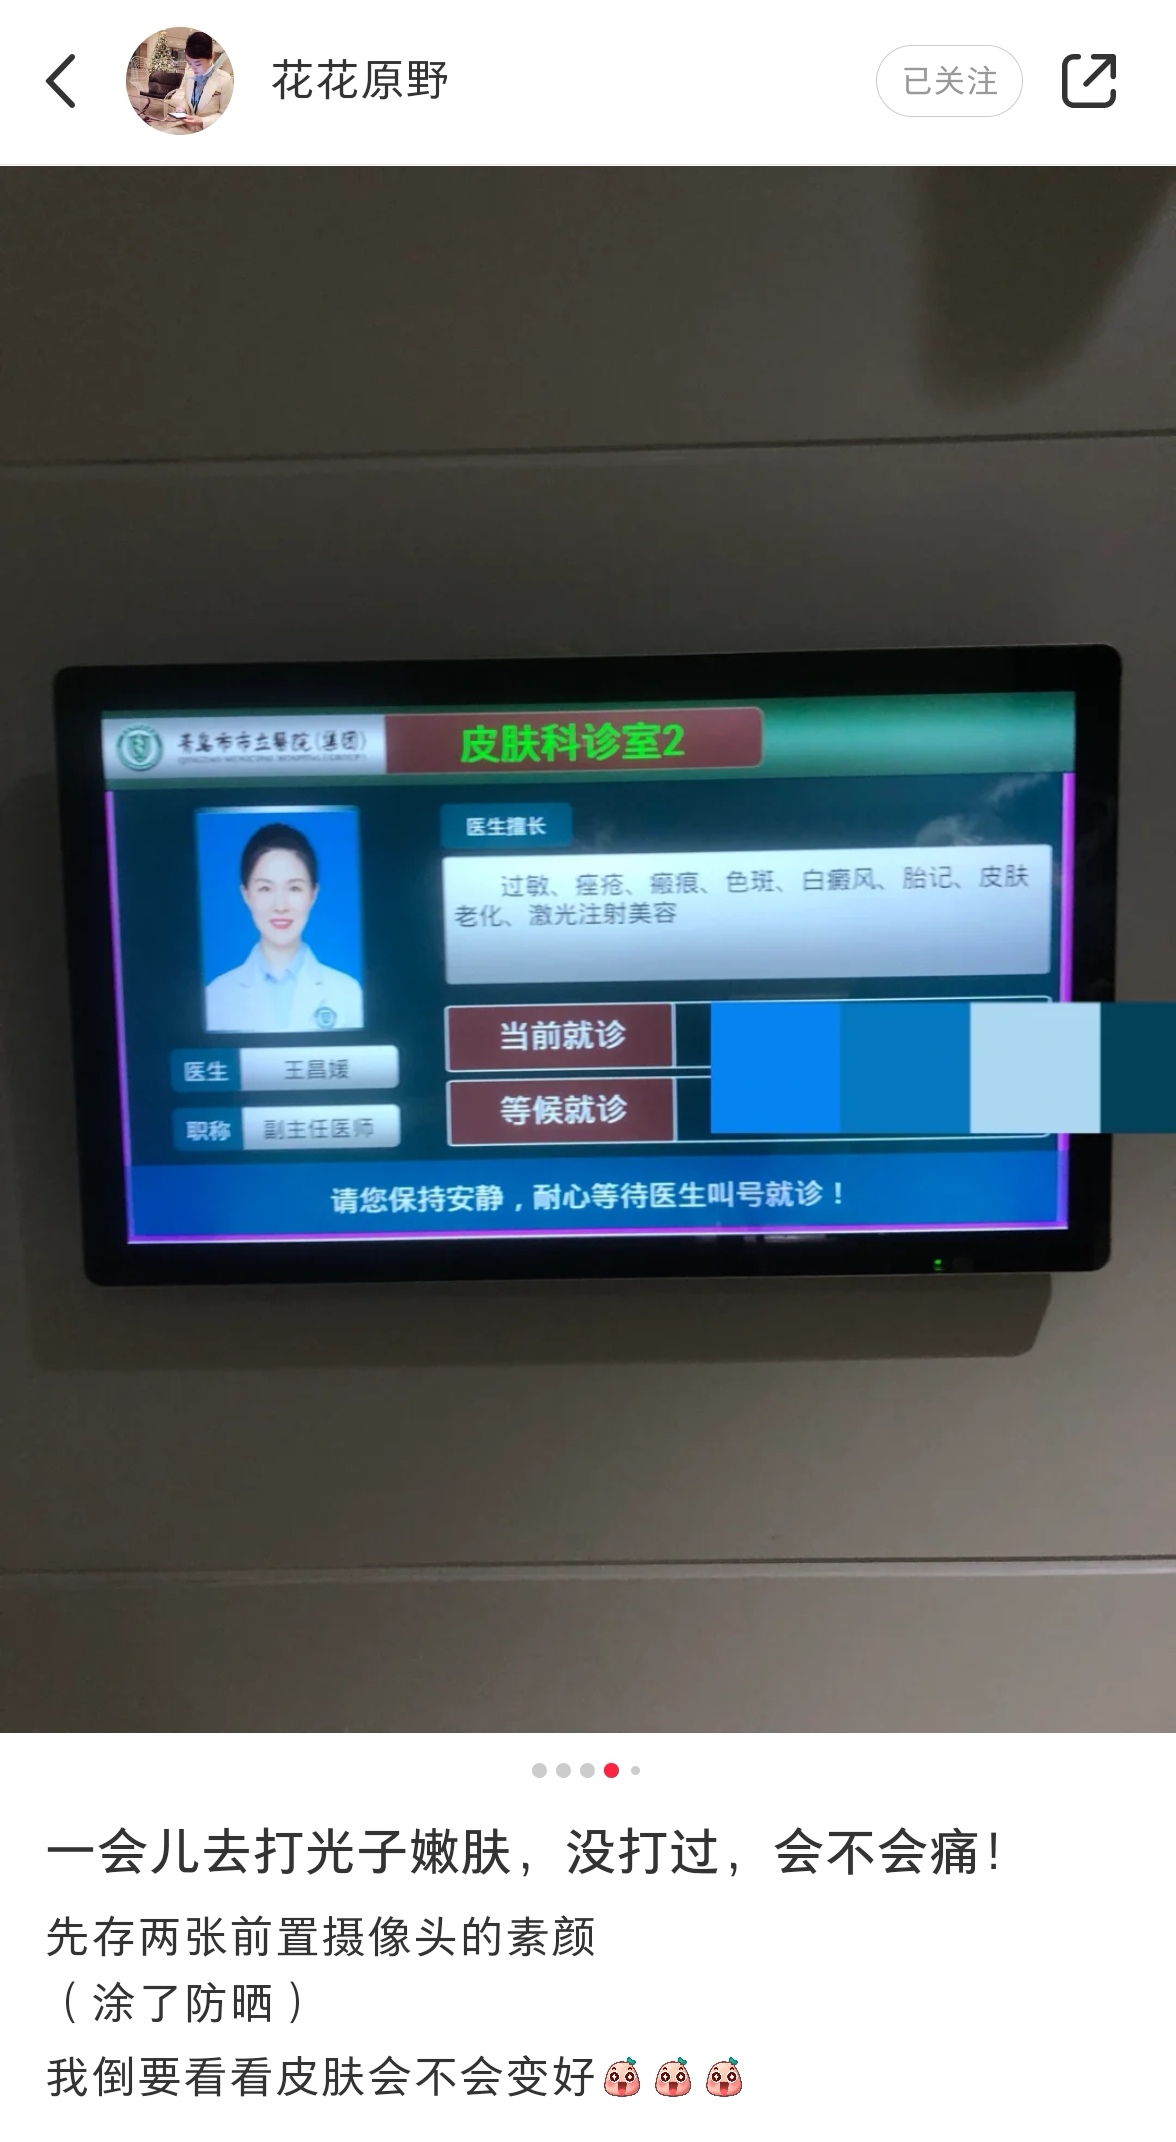 花花原野
已关注
青岛市市立醫院(集团)
QINGDAO MUNICIPAL HOSPITAL(GROUP)
皮肤科诊室2
医生擅长
过敏、痤疮、瘢痕、色斑、白癜风、胎记、皮肤
老化、激光注射美容
当前就诊
医生 王昌媛
等候就诊
职称 副主任医师
请您保持安静，耐心等待医生叫号就诊！
一会儿去打光子嫩肤，没打过，会不会痛！
先存两张前置摄像头的素颜
（涂了防晒）
我倒要看看皮肤会不会变好